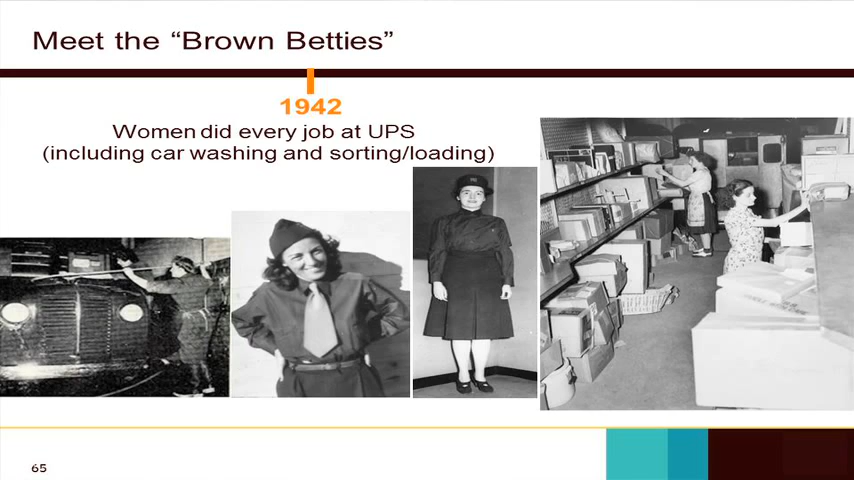 Meet the “Brown Betties”
1942
Women did every job at UPS
(including car washing and sorting/loading)
65